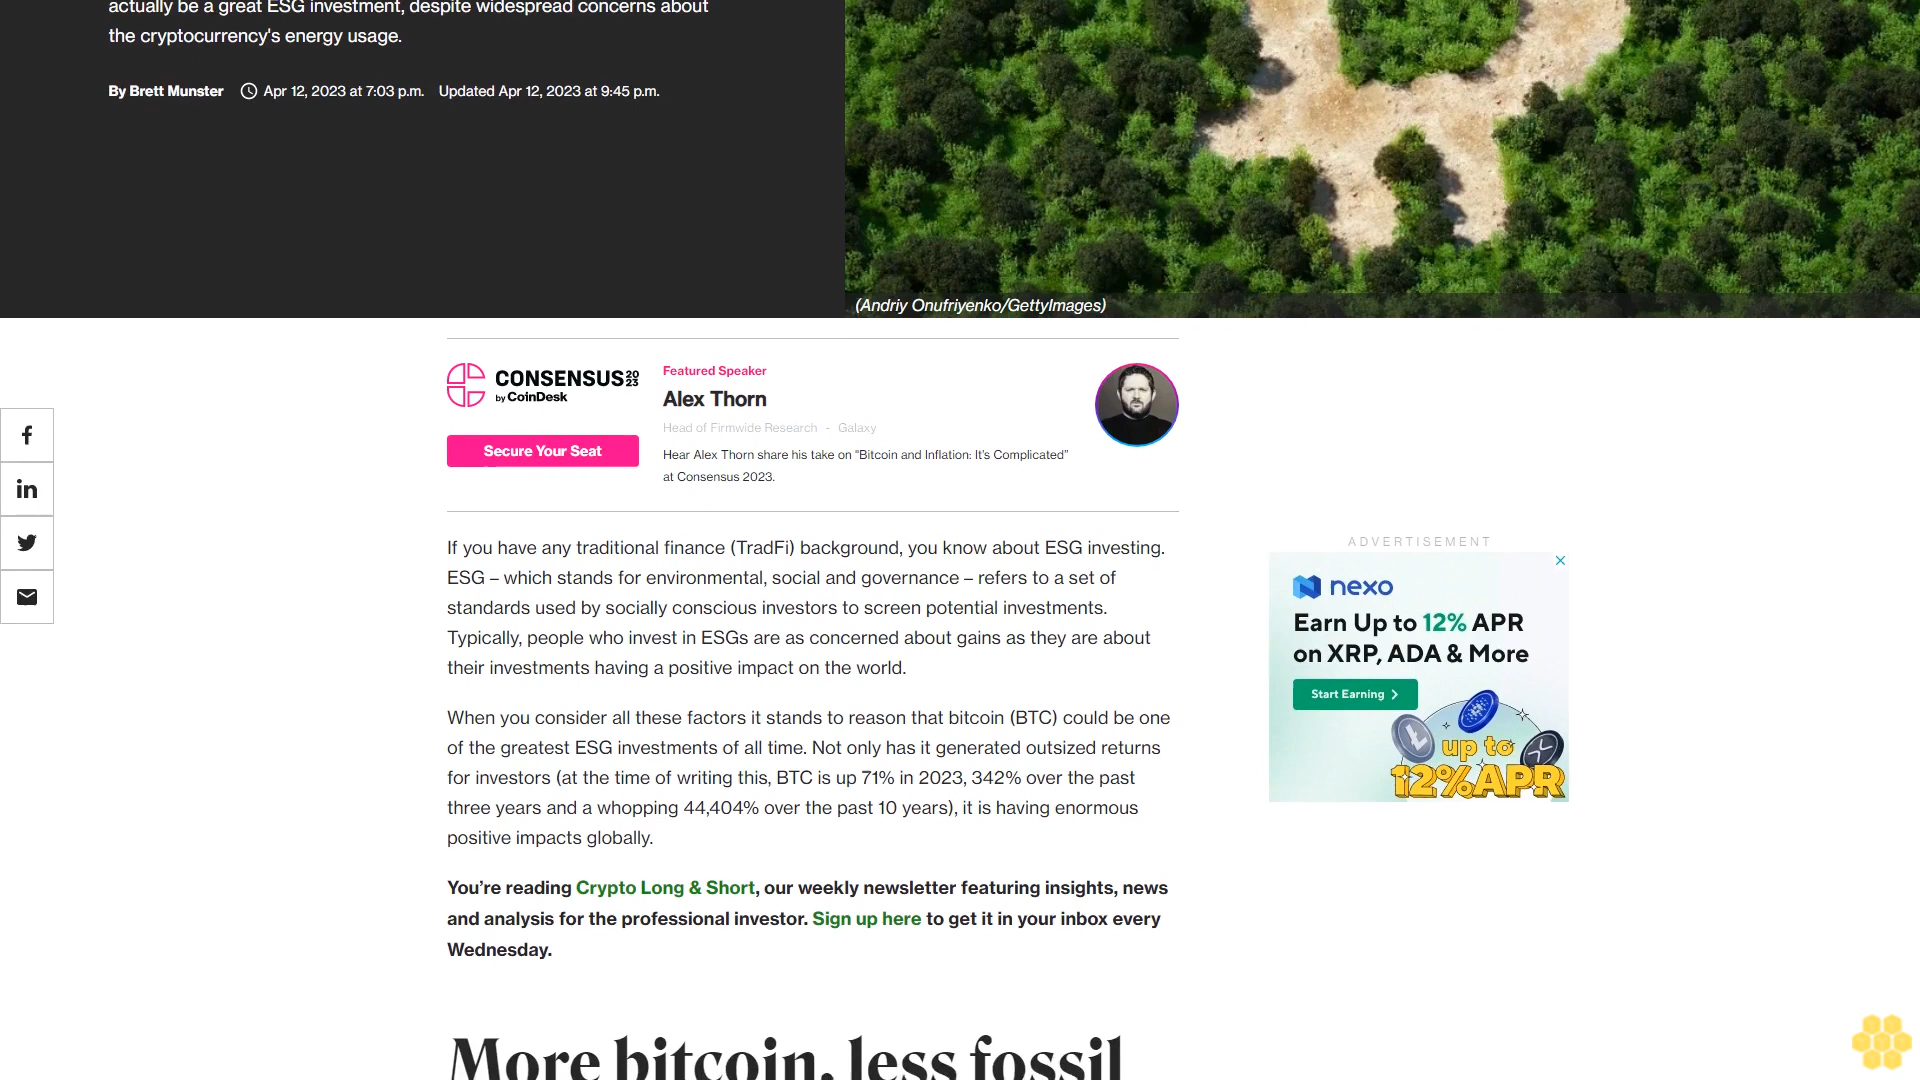 actually be a great ESG investment, despite widespread concerns about
the cryptocurrency's energy usage.
By Brett Munster Apr 12, 2023 at 7:03 p.m. Updated Apr 12, 2023 at 9:45 p.m.
(Andriy Onufriyenko/GettyImages)
CONSENSUS 2023
by CoinDesk
Secure Your Seat
Featured Speaker
Alex Thorn
Head of Firmwide Research - Galaxy
Hear Alex Thorn share his take on "Bitcoin and Inflation: It's Complicated"
at Consensus 2023.
If you have any traditional finance (TradFi) background, you know about ESG investing.
ESG – which stands for environmental, social and governance – refers to a set of
standards used by socially conscious investors to screen potential investments.
Typically, people who invest in ESGs are as concerned about gains as they are about
their investments having a positive impact on the world.
When you consider all these factors it stands to reason that bitcoin (BTC) could be one
of the greatest ESG investments of all time. Not only has it generated outsized returns
for investors (at the time of writing this, BTC is up 71% in 2023, 342% over the past
three years and a whopping 44,404% over the past 10 years), it is having enormous
positive impacts globally.
You're reading Crypto Long & Short, our weekly newsletter featuring insights, news
and analysis for the professional investor. Sign up here to get it in your inbox every
Wednesday.
More bitcoin, less fossil
ADVERTISEMENT
nexo
Earn Up to 12% APR
on XRP, ADA & More
Start Earning
up to
12% APR